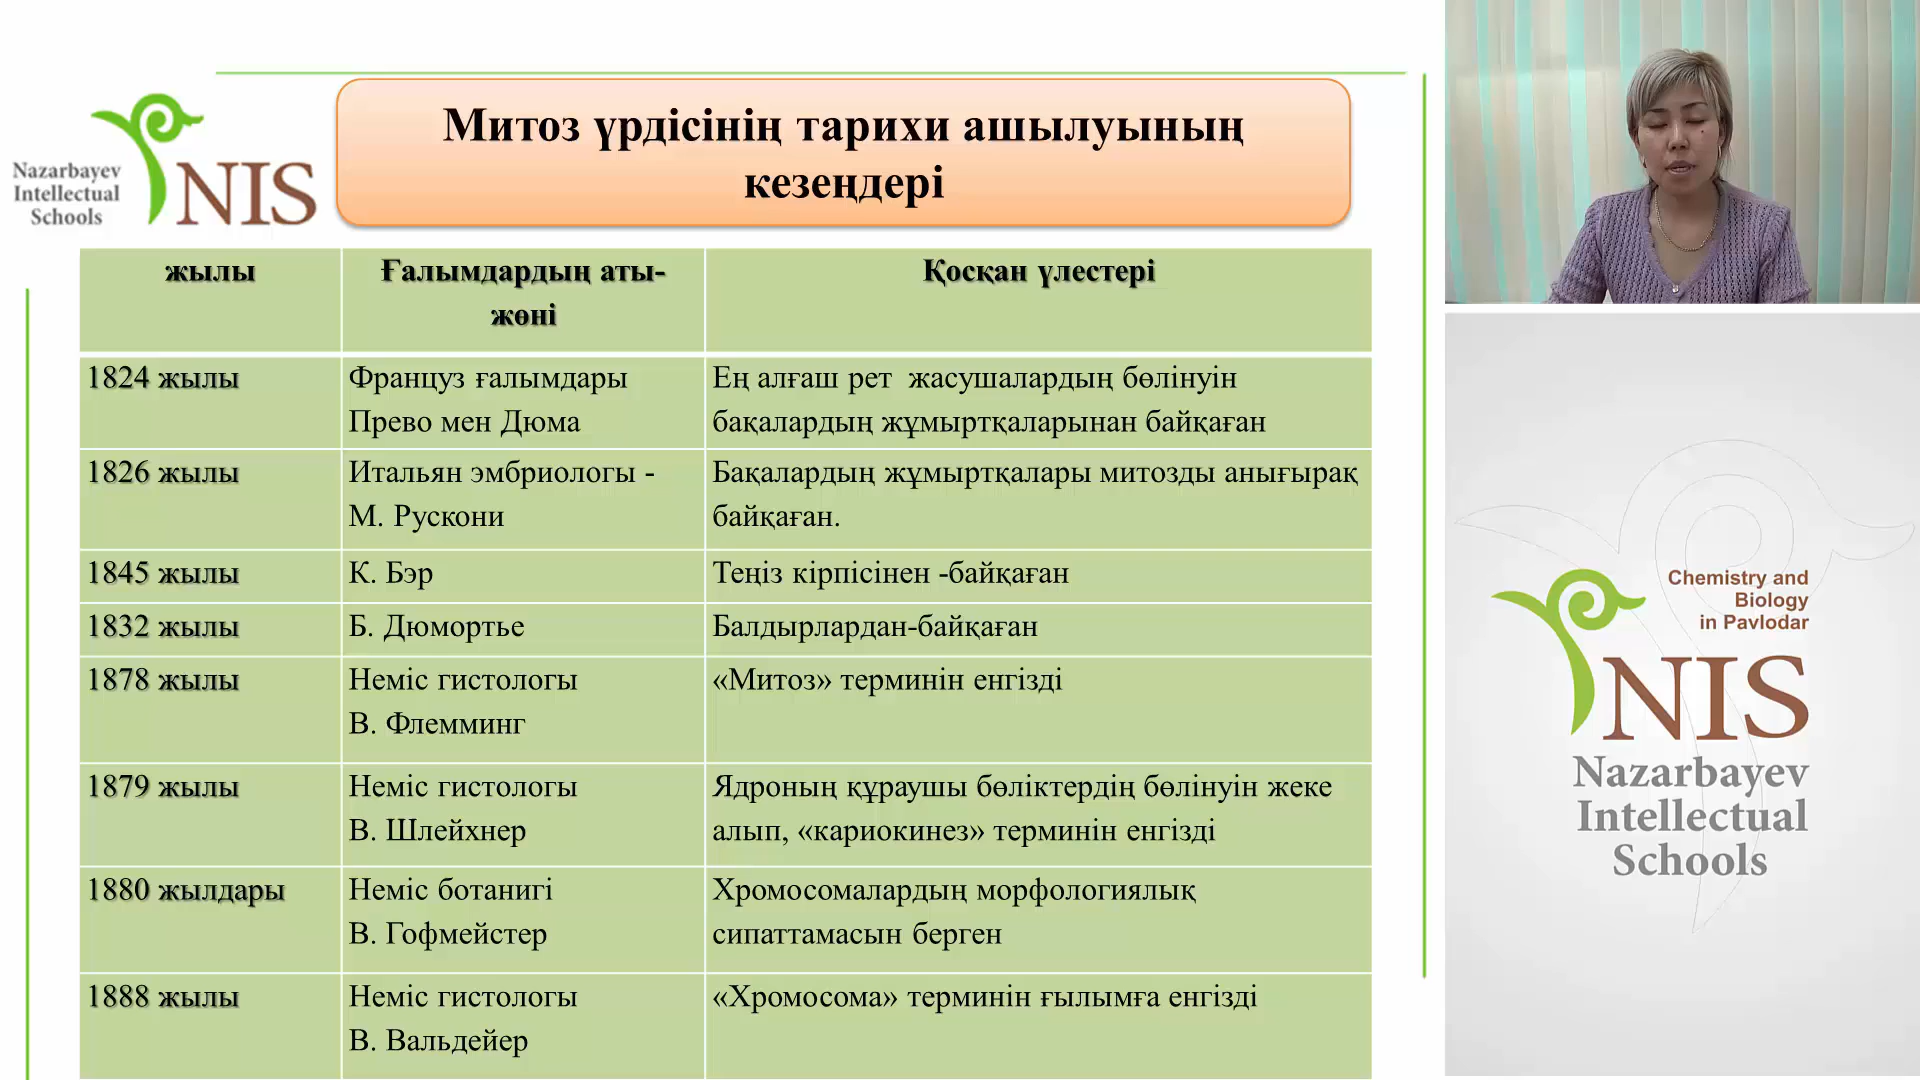 Митоз үрдісінің тарихи ашылуының
кезеңдері
Nazarbayev
Intellectual
Schools
NIS
жылы
Ғалымдардың аты-
жөні
Қосқан үлестері
1824 жылы
Француз ғалымдары
Прево мен Дюма
Ең алғаш рет жасушалардың бөлінуін
бақалардың жұмыртқаларынан байқаған
1826 жылы
Итальян эмбриологы -
М. Рускони
Бақалардың жұмыртқалары митозды анығырақ
байқаған.
1845 жылы
К. Бэр
Теңіз кірпісінен -байқаған
1832 жылы
Б. Дюмортье
Балдырлардан-байқаған
1878 жылы
Неміс гистологы
В. Флемминг
«Митоз» терминін енгізді
1879 жылы
Неміс гистологы
В. Шлейхнер
Ядроның құраушы бөліктердің бөлінуін жеке
алып, «кариокинез» терминін енгізді
1880 жылдары
Неміс ботанигі
В. Гофмейстер
Хромосомалардың морфологиялық
сипаттамасын берген
1888 жылы
Неміс гистологы
В. Вальдейер
«Хромосома» терминін ғылымға енгізді
Chemistry and
Biology
in Pavlodar
NIS
Nazarbayev
Intellectual
Schools